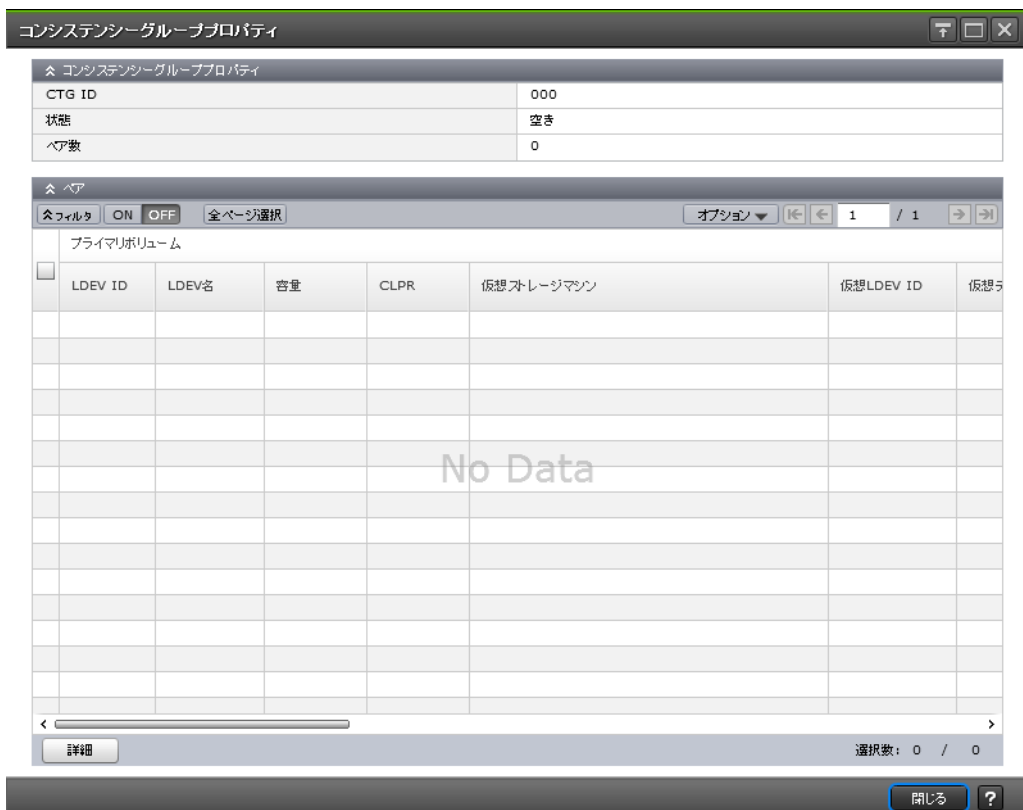 コンシステンシーグループプロパティ
コンシステンシーグループプロパティ
CTG ID 000
状態 空き
ペア数 0
ペア
フィルタ ON OFF 全ページ選択 オプション 1 / 1
プライマリボリューム
LDEV ID LDEV名 容量 CLPR 仮想ストレージマシン 仮想LDEV ID 仮想デ
No Data
詳細 選択数: 0 / 0
閉じる ?